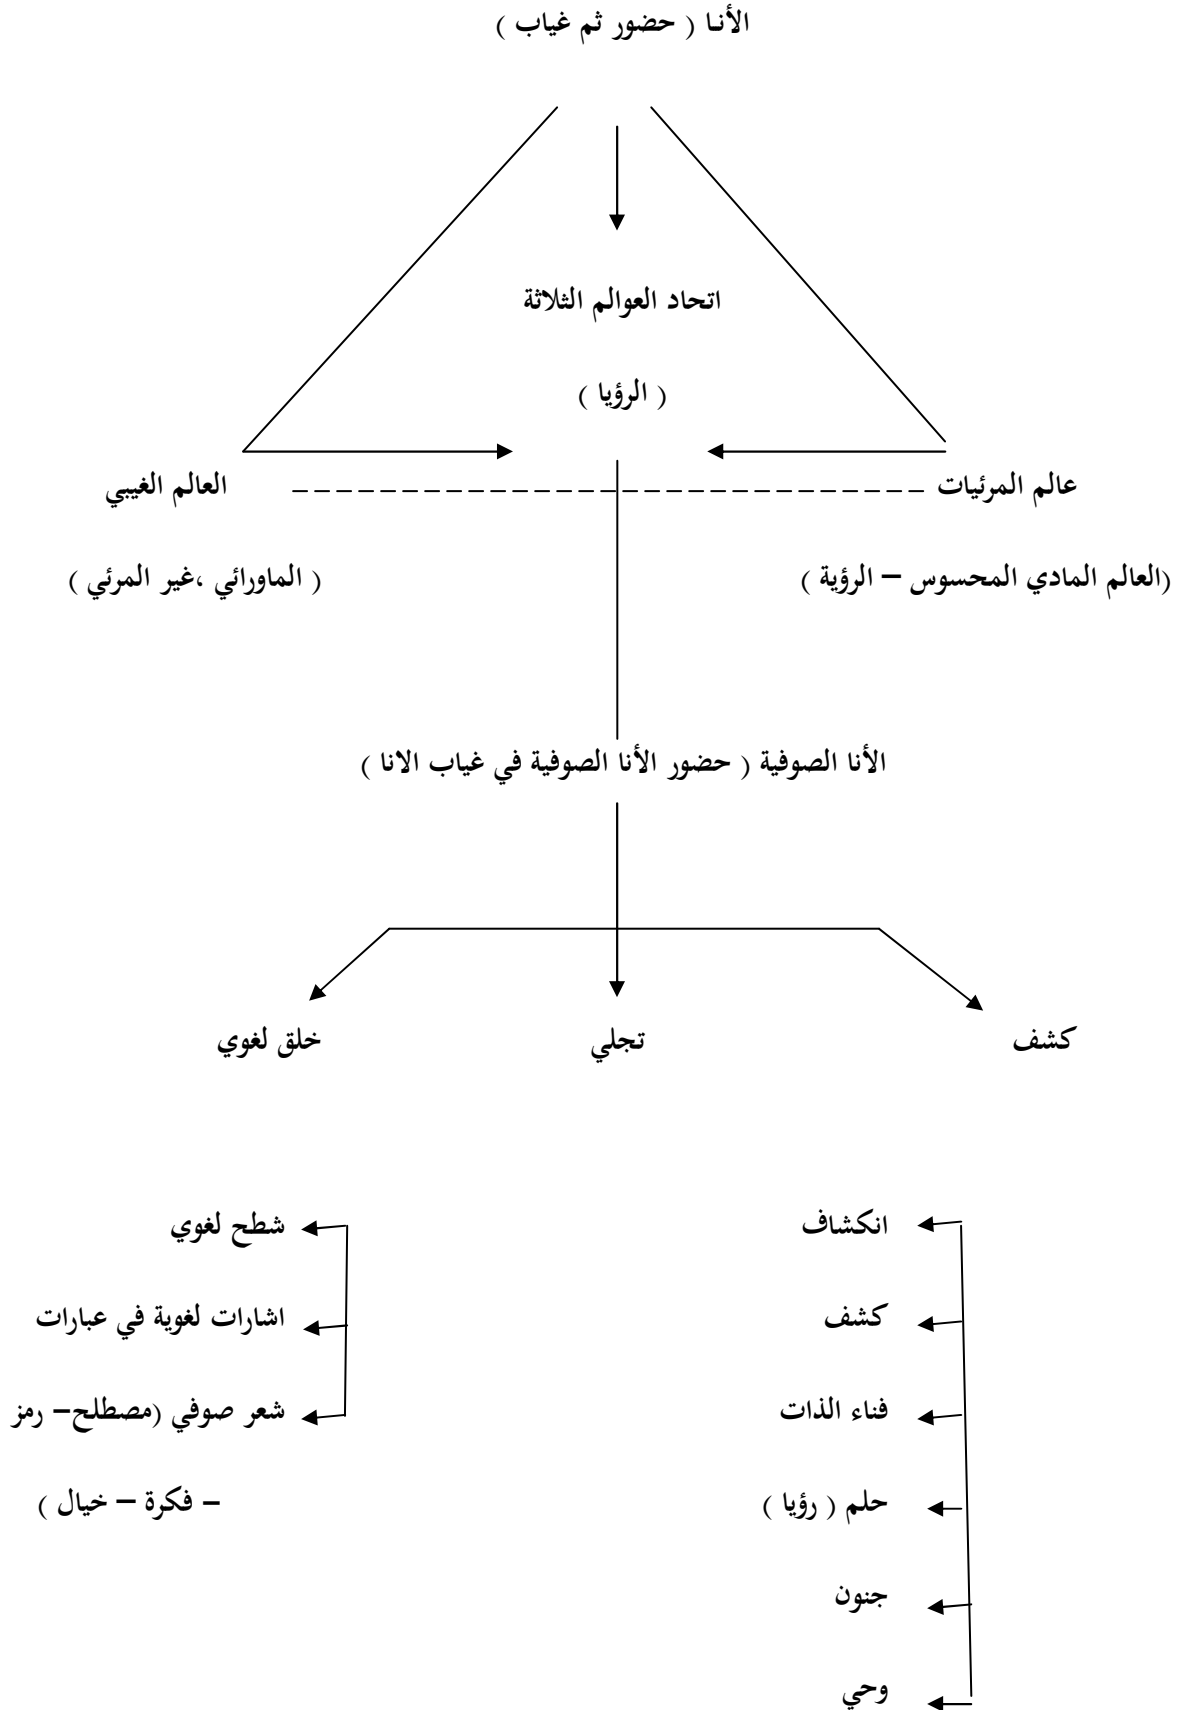 الأنا ( حضور ثم غياب )
اتحاد العوالم الثلاثة
( الرؤيا )
عالم المرئيات
العالم الغيبي
(العالم المادي المحسوس – الرؤية )
( الماورائي ،غير المرئي )
الأنا الصوفية ( حضور الأنا الصوفية في غياب الانا )
كشف
تجلي
خلق لغوي
انكشاف
شطح لغوي
كشف
اشارات لغوية في عبارات
فناء الذات
شعر صوفي (مصطلح– رمز
حلم ( رؤيا )
– فكرة – خيال )
جنون
وحي